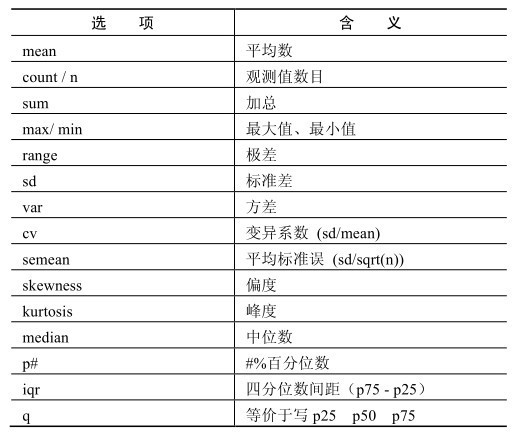 选 项 含 义
mean 平均数
count / n 观测值数目
sum 加总
max/ min 最大值、最小值
range 极差
sd 标准差
var 方差
cv 变异系数 (sd/mean)
semean 平均标准误 (sd/sqrt(n))
skewness 偏度
kurtosis 峰度
median 中位数
p# #%百分位数
iqr 四分位数间距（p75 - p25）
q 等价于写 p25 p50 p75